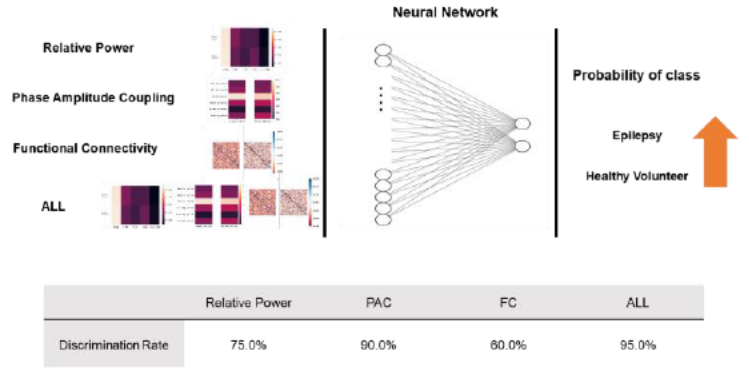 Neural Network
Relative Power
Phase Amplitude Coupling
Functional Connectivity
ALL
Probability of class
Epilepsy
Healthy Volunteer
Relative Power PAC FC ALL
Discrimination Rate 75.0% 90.0% 60.0% 95.0%